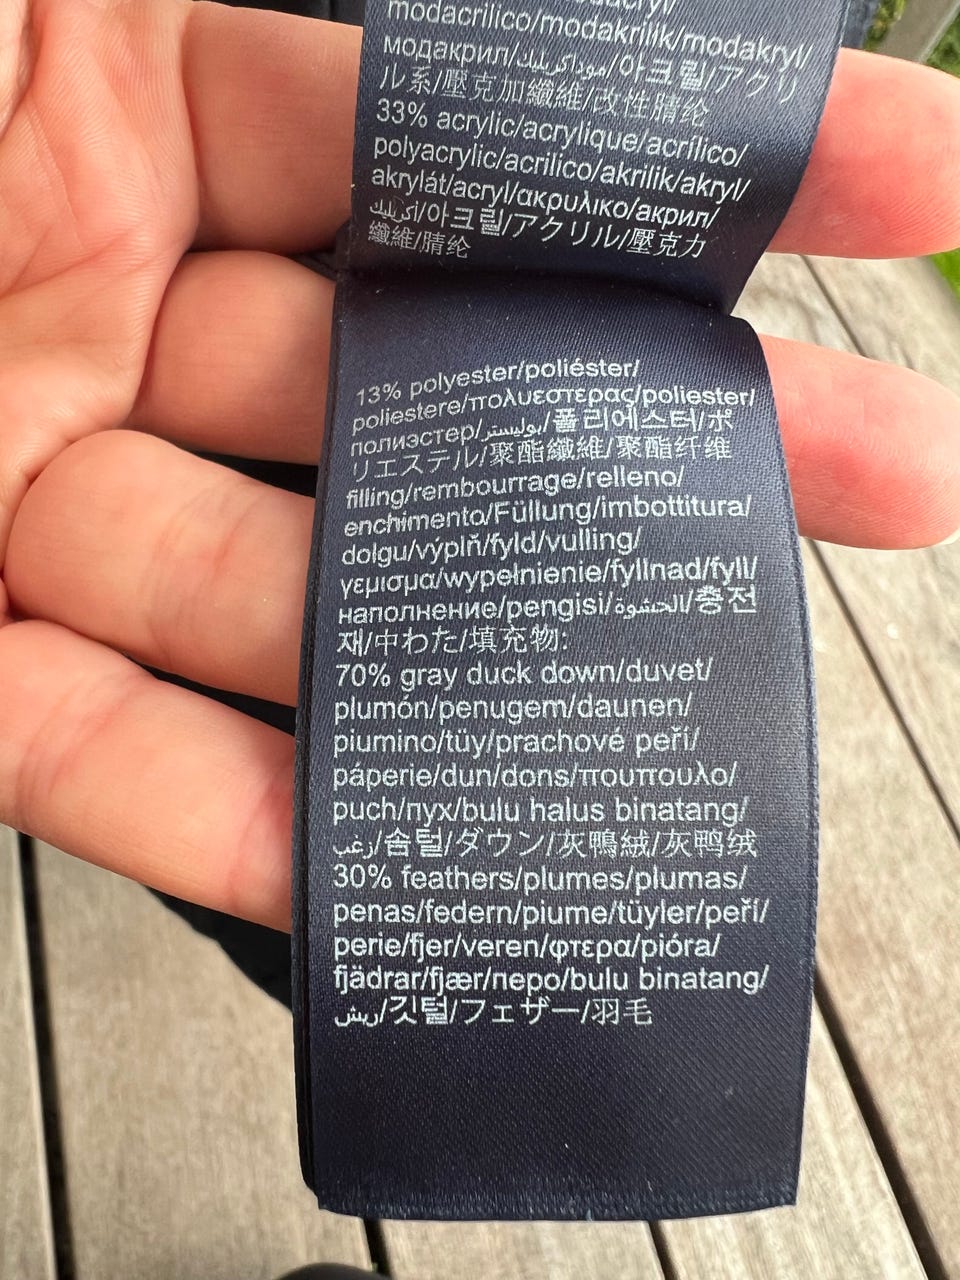 modacrílico/modakrilik/modakryl/
модакрил/موداكريليك/아크릴/アクリ
ル系/壓克加纖維/改性腈纶
33% acrylic/acrylique/acrílico/
polyacrylic/acrilico/akrilik/akryl/
akrylát/acryl/ακρυλικο/акрил/
أكريليك/아크릴/アクリル/壓克力
纖維/腈纶
13% polyester/poliéster/
poliestere/πολυεστερας/poliester/
полиэстер/بوليستر/폴리에스터/ポ
リエステル/聚酯纖維/聚酯纤维
filling/rembourrage/relleno/
enchimento/Füllung/imbottitura/
dolgu/výplň/fyld/vulling/
γεμισμα/wypełnienie/fyllnad/fyll/
наполнение/pengisi/الحشوة/충전
재/中わた/填充物:
70% gray duck down/duvet/
plumón/penugem/daunen/
piumino/tüy/prachové peří/
páperie/dun/dons/πουπουλο/
puch/пух/bulu halus binatang/
زغب/솜털/ダウン/灰鴨絨/灰鸭绒
30% feathers/plumes/plumas/
penas/federn/piume/tüyler/peří/
perie/fjer/veren/φτερα/pióra/
fjädrar/fjær/перо/bulu binatang/
ريش/깃털/フェザー/羽毛